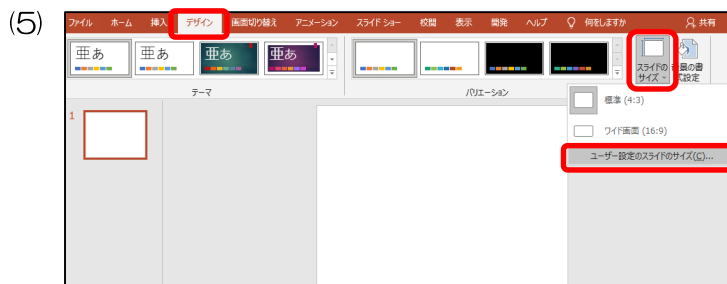 (5)
ファイル ホーム 挿入 デザイン 画面切り替え アニメーション スライド ショー 校閲 表示 開発 ヘルプ 何をしますか 共有
亜あ 亜あ 亜あ 亜あ
スライドの サイズ 背景の書式設定
テーマ バリエーション
標準 (4:3)
1
ワイド画面 (16:9)
ユーザー設定のスライドのサイズ(C)...